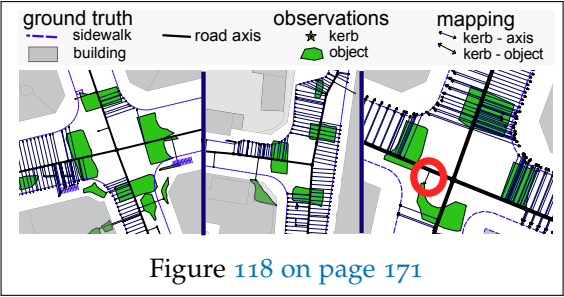 ground truth observations mapping
sidewalk road axis kerb kerb - axis
building object kerb - object
Figure 118 on page 171